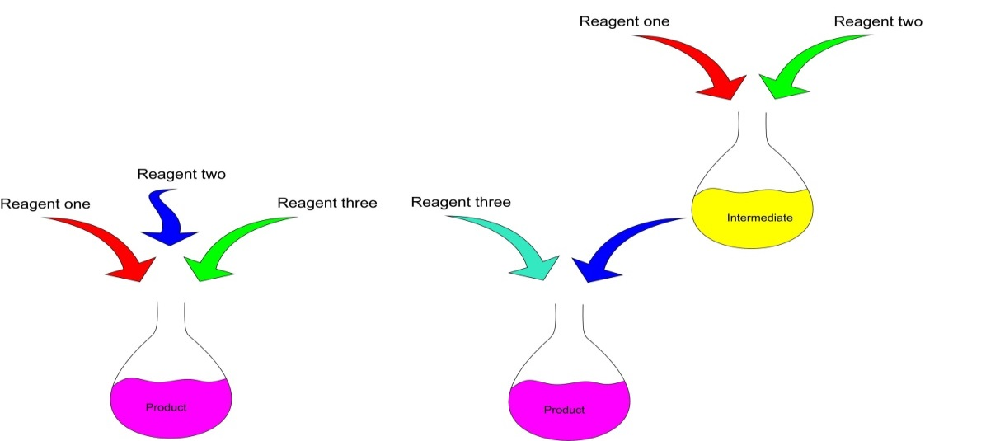 Reagent one
Reagent two
Reagent two
Reagent one
Reagent three
Reagent three
Intermediate
Product
Product